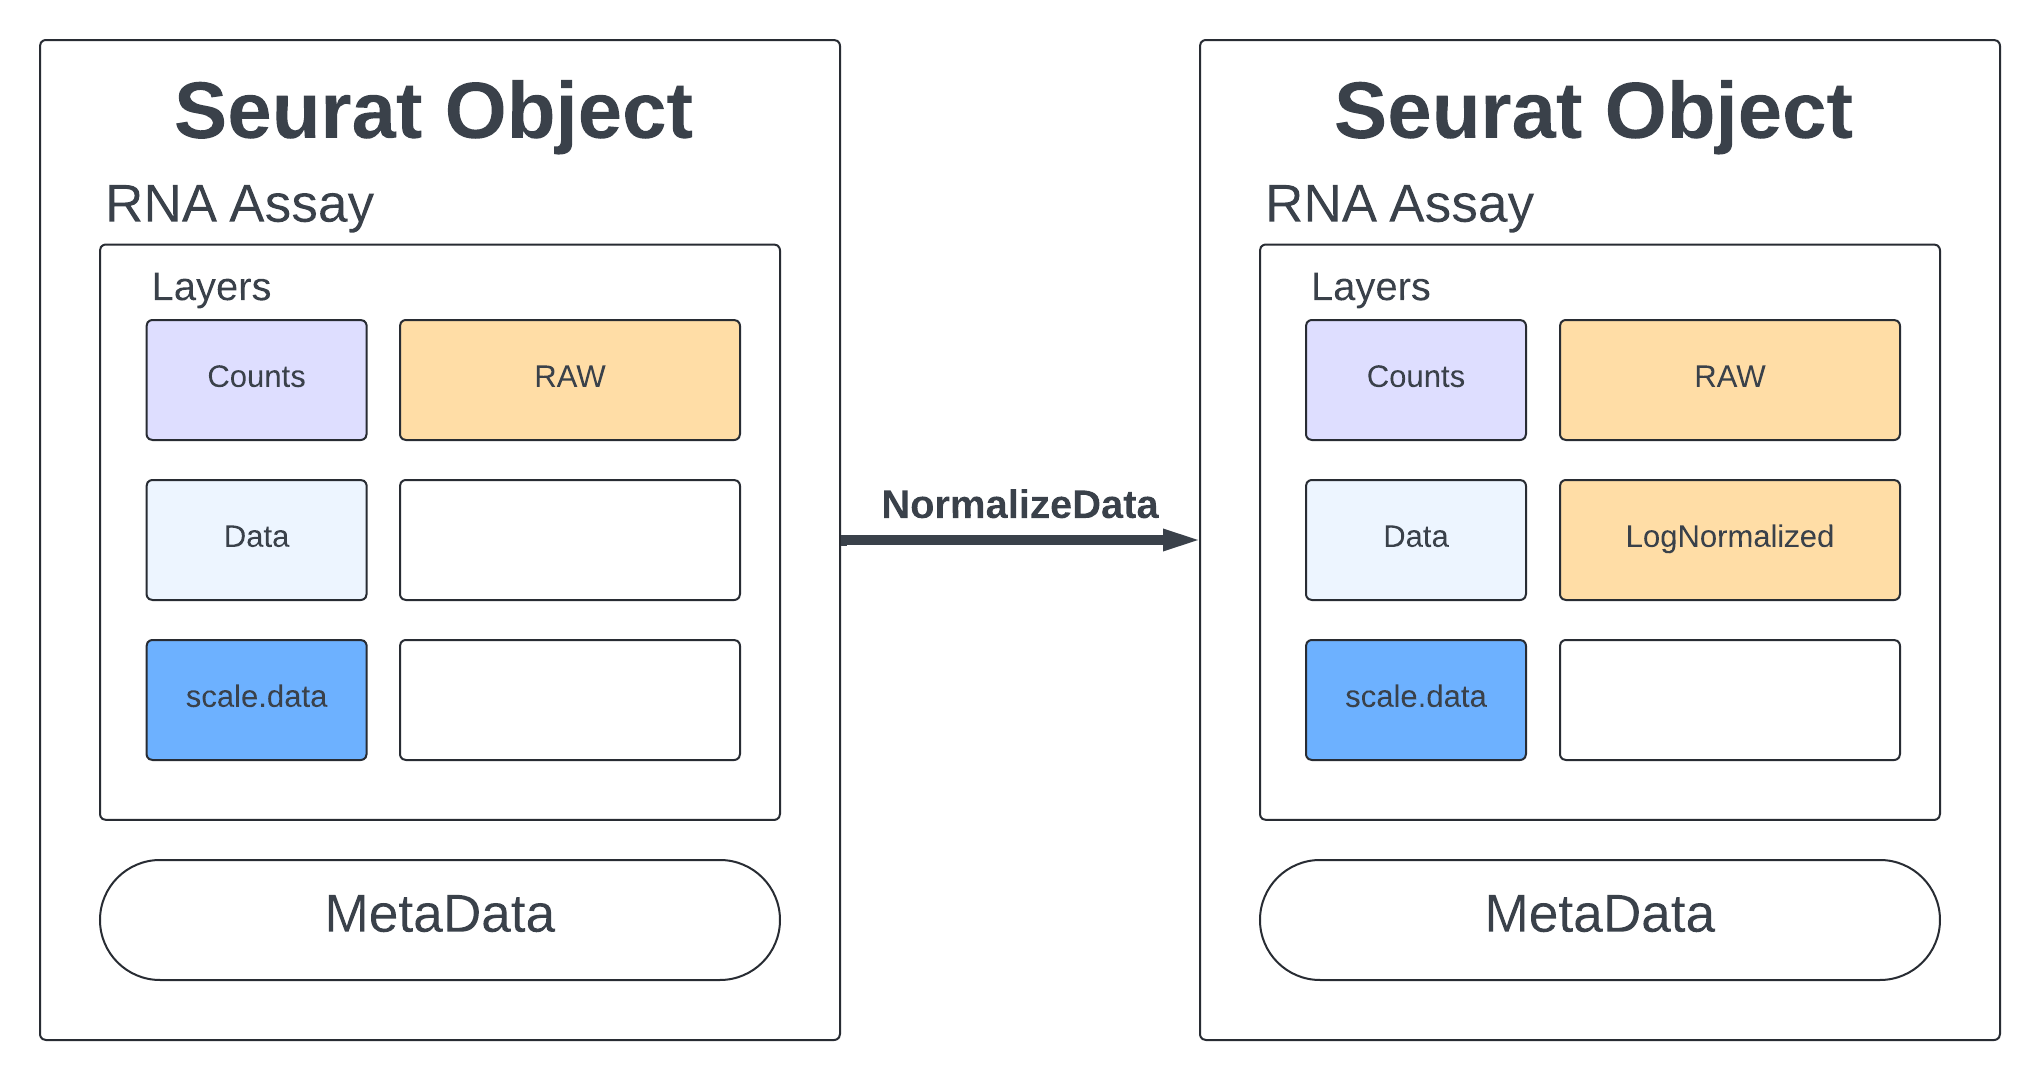 Seurat Object
RNA Assay
Layers
Counts
RAW
Data
scale.data
MetaData
NormalizeData
Seurat Object
RNA Assay
Layers
Counts
RAW
Data
LogNormalized
scale.data
MetaData